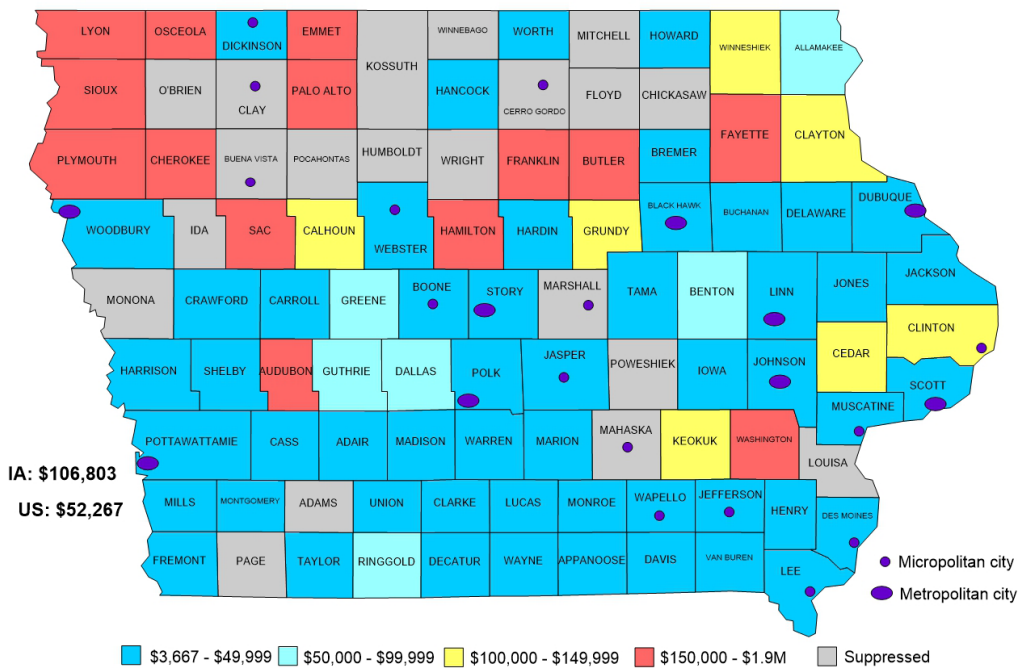 LYON OSCEOLA DICKINSON EMMET WINNEBAGO WORTH MITCHELL HOWARD WINNESHIEK ALLAMAKEE
KOSSUTH
SIOUX O'BRIEN CLAY PALO ALTO HANCOCK CERRO GORDO FLOYD CHICKASAW
PLYMOUTH CHEROKEE BUENA VISTA POCAHONTAS HUMBOLDT WRIGHT FRANKLIN BUTLER BREMER FAYETTE CLAYTON
WOODBURY IDA SAC CALHOUN WEBSTER HAMILTON HARDIN GRUNDY BLACK HAWK BUCHANAN DELAWARE DUBUQUE
MONONA CRAWFORD CARROLL GREENE BOONE STORY MARSHALL TAMA BENTON LINN JONES JACKSON
CLINTON
HARRISON SHELBY AUDUBON GUTHRIE DALLAS POLK JASPER POWESHIEK IOWA JOHNSON CEDAR SCOTT
MUSCATINE
POTTAWATTAMIE CASS ADAIR MADISON WARREN MARION MAHASKA KEOKUK WASHINGTON LOUISA
IA: $106,803
US: $52,267
MILLS MONTGOMERY ADAMS UNION CLARKE LUCAS MONROE WAPELLO JEFFERSON HENRY DES MOINES
FREMONT PAGE TAYLOR RINGGOLD DECATUR WAYNE APPANOOSE DAVIS VAN BUREN LEE
Micropolitan city
Metropolitan city
$3,667 - $49,999 $50,000 - $99,999 $100,000 - $149,999 $150,000 - $1.9M Suppressed